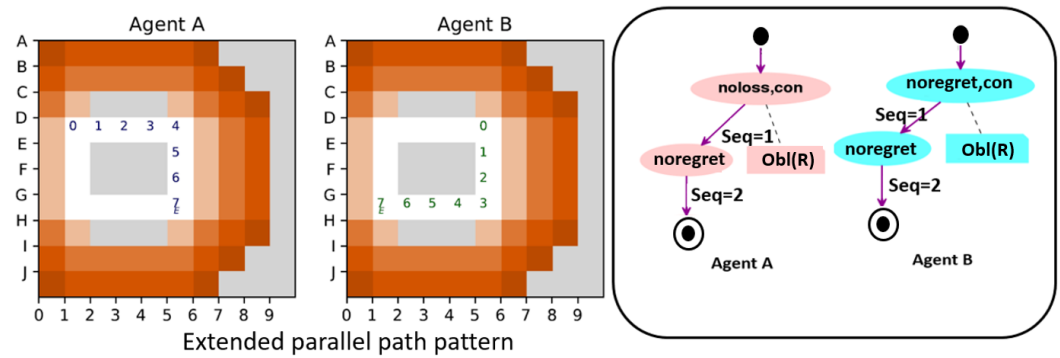 Agent A
A
B
C
D
E
F
G
H
I
J
0 1 2 3 4
5
6
7
E
0 1 2 3 4 5 6 7 8 9
Agent B
A
B
C
D
E
F
G
H
I
J
0
1
2
7 6 5 4 3
E
0 1 2 3 4 5 6 7 8 9
Extended parallel path pattern
noloss,con
Seq=1
noregret
Obl(R)
Seq=2
Agent A
noregret,con
Seq=1
noregret
Obl(R)
Seq=2
Agent B